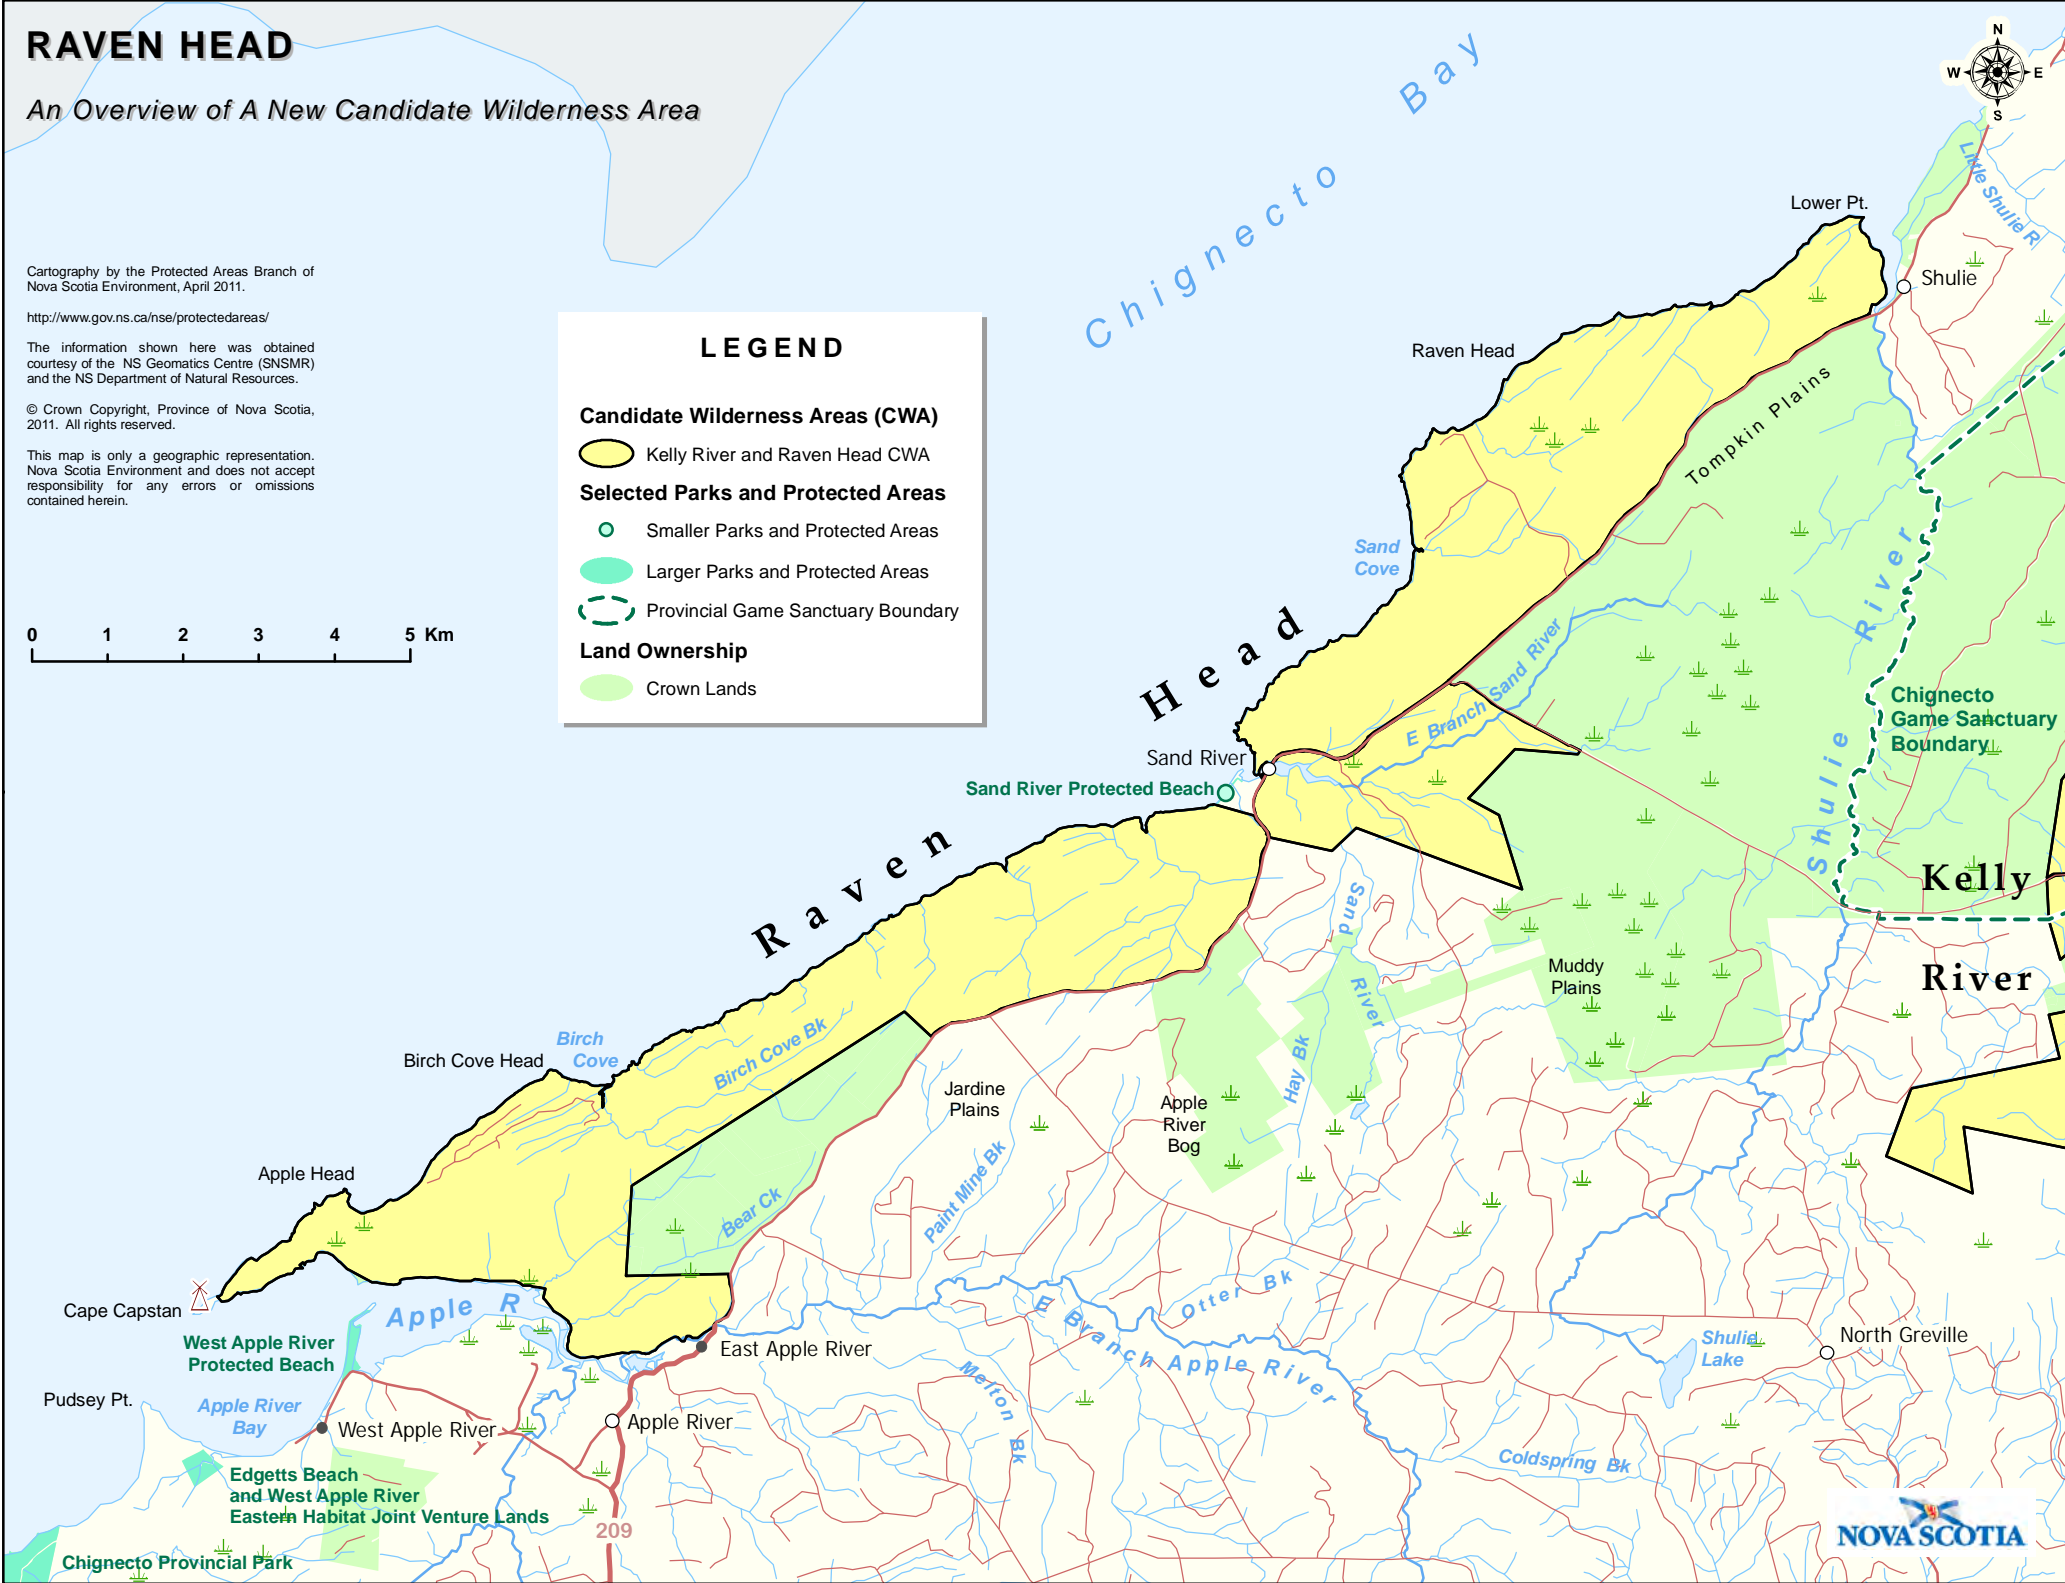 RAVEN HEAD
An Overview of A New Candidate Wilderness Area
Cartography by the Protected Areas Branch of
Nova Scotia Environment, April 2011.
http://www.gov.ns.ca/nse/protectedareas/
The information shown here was obtained
courtesy of the NS Geomatics Centre (SNSMR)
and the NS Department of Natural Resources.
© Crown Copyright, Province of Nova Scotia,
2011. All rights reserved.
This map is only a geographic representation.
Nova Scotia Environment and does not accept
responsibility for any errors or omissions
contained herein.
0 1 2 3 4 5 Km
LEGEND
Candidate Wilderness Areas (CWA)
Kelly River and Raven Head CWA
Selected Parks and Protected Areas
Smaller Parks and Protected Areas
Larger Parks and Protected Areas
Provincial Game Sanctuary Boundary
Land Ownership
Crown Lands
N
W E
S
Chignecto Bay
Little Shulie R
Lower Pt.
Shulie
Raven Head
Tompkin Plains
Sand
Cove
Raven Head
Shulie River
E Branch Sand River
Chignecto
Game Sanctuary
Boundary
Sand River
Sand River Protected Beach
Kelly
River
Sand River
Muddy
Plains
Hay Bk
Birch
Cove
Birch Cove Head
Birch Cove Bk
Jardine
Plains
Apple
River
Bog
Paint Mine Bk
Bear Ck
Apple Head
Cape Capstan
Apple R
West Apple River
Protected Beach
East Apple River
Otter Bk
E Branch Apple River
Shulie
Lake
North Greville
Melton Bk
Pudsey Pt.
Apple River
Bay
West Apple River
Apple River
Coldspring Bk
Edgetts Beach
and West Apple River
Eastern Habitat Joint Venture Lands
209
Chignecto Provincial Park
NOVA SCOTIA